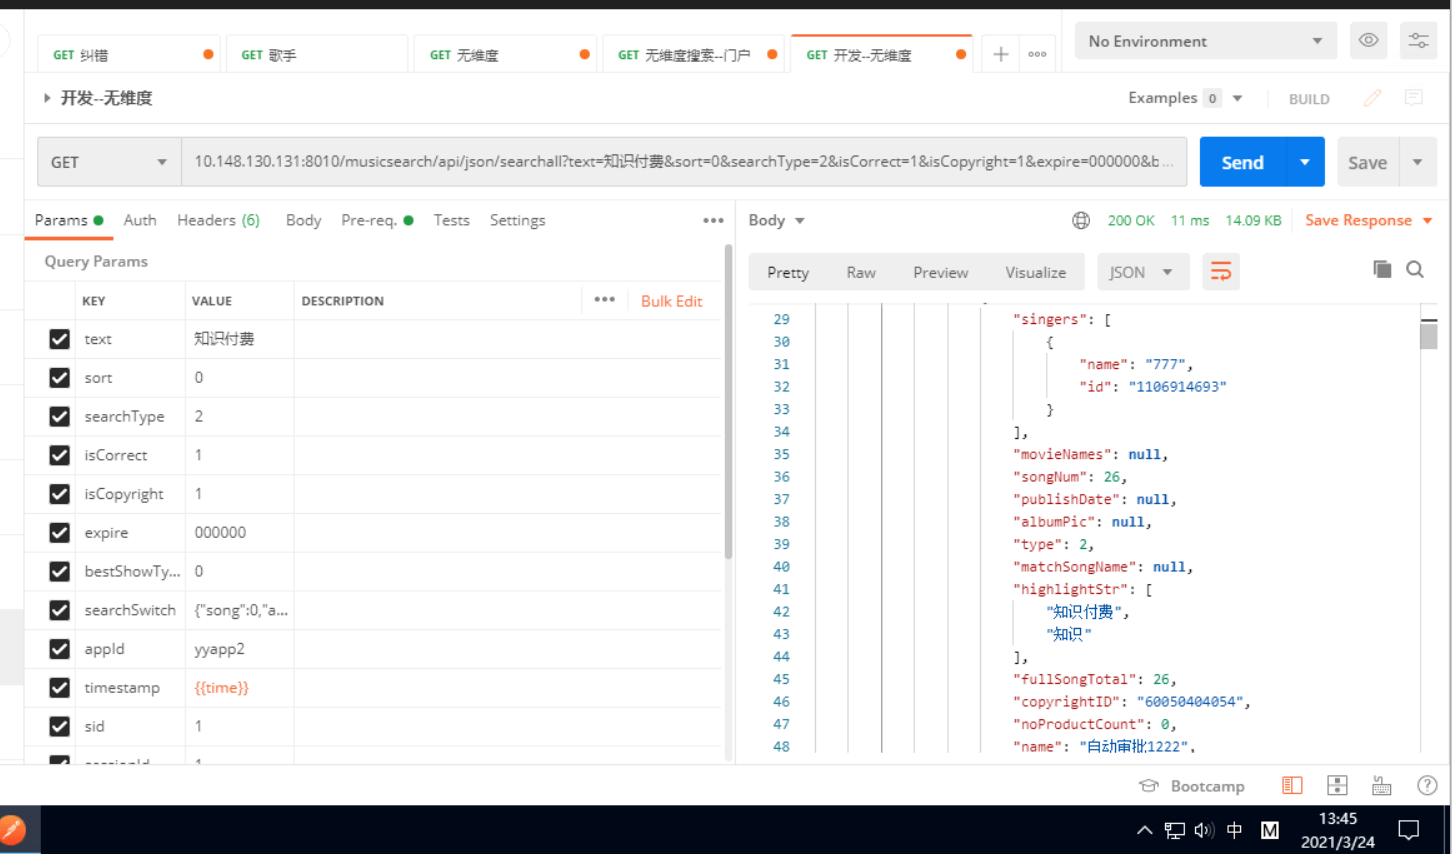 GET 纠错
GET 歌手
GET 无维度
GET 无维度搜索--门户
GET 开发--无维度
No Environment
开发--无维度
Examples 0
BUILD
GET
10.148.130.131:8010/musicsearch/api/json/searchall?text=知识付费&sort=0&searchType=2&isCorrect=1&isCopyright=1&expire=000000&b...
Send
Save
Params
Auth
Headers (6)
Body
Pre-req.
Tests
Settings
Body
200 OK
11 ms
14.09 KB
Save Response
Query Params
Pretty
Raw
Preview
Visualize
JSON
KEY VALUE DESCRIPTION
Bulk Edit
text 知识付费
sort 0
searchType 2
isCorrect 1
isCopyright 1
expire 000000
bestShowTy... 0
searchSwitch {"song":0,"a...
appId yyapp2
timestamp {{time}}
sid 1
29 "singers": [
30 {
31 "name": "777",
32 "id": "1106914693"
33 }
34 ],
35 "movieNames": null,
36 "songNum": 26,
37 "publishDate": null,
38 "albumPic": null,
39 "type": 2,
40 "matchSongName": null,
41 "highlightStr": [
42 "知识付费",
43 "知识"
44 ],
45 "fullSongTotal": 26,
46 "copyrightID": "60050404054",
47 "noProductCount": 0,
48 "name": "自动审批1222",
Bootcamp
中
M
13:45
2021/3/24